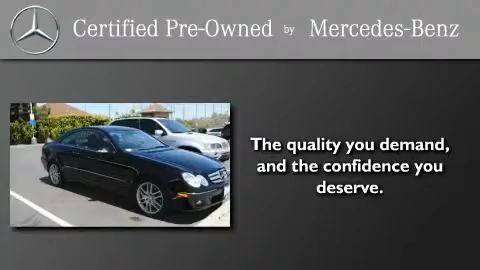 Certified Pre-Owned by Mercedes-Benz
The quality you demand,
and the confidence you
deserve.